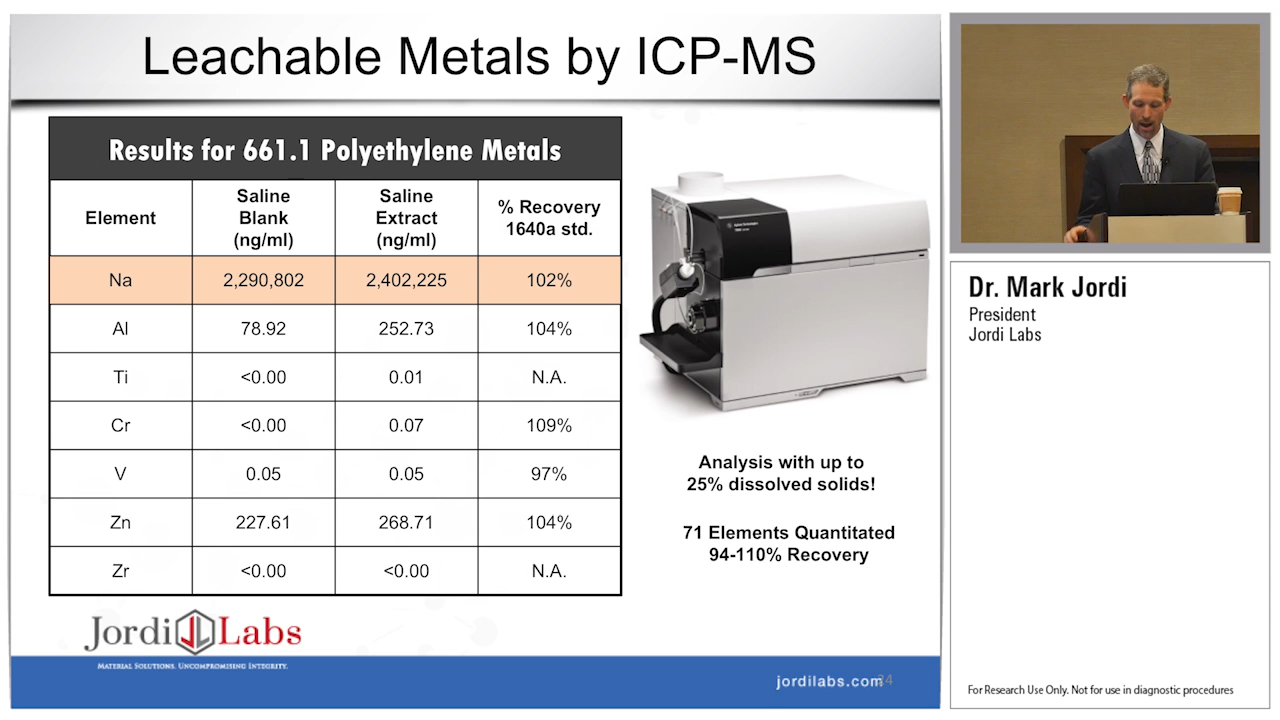 Leachable Metals by ICP-MS
Results for 661.1 Polyethylene Metals
Element
Saline
Blank
(ng/ml)
Saline
Extract
(ng/ml)
% Recovery
1640a std.
Na 2,290,802 2,402,225 102%
Al 78.92 252.73 104%
Ti <0.00 0.01 N.A.
Cr <0.00 0.07 109%
V 0.05 0.05 97%
Zn 227.61 268.71 104%
Zr <0.00 <0.00 N.A.
Agilent Technologies
Analysis with up to
25% dissolved solids!
71 Elements Quantitated
94-110% Recovery
Jordi JL Labs
Material Solutions. Uncompromising Integrity.
jordilabs.com
34
Dr. Mark Jordi
President
Jordi Labs
For Research Use Only. Not for use in diagnostic procedures